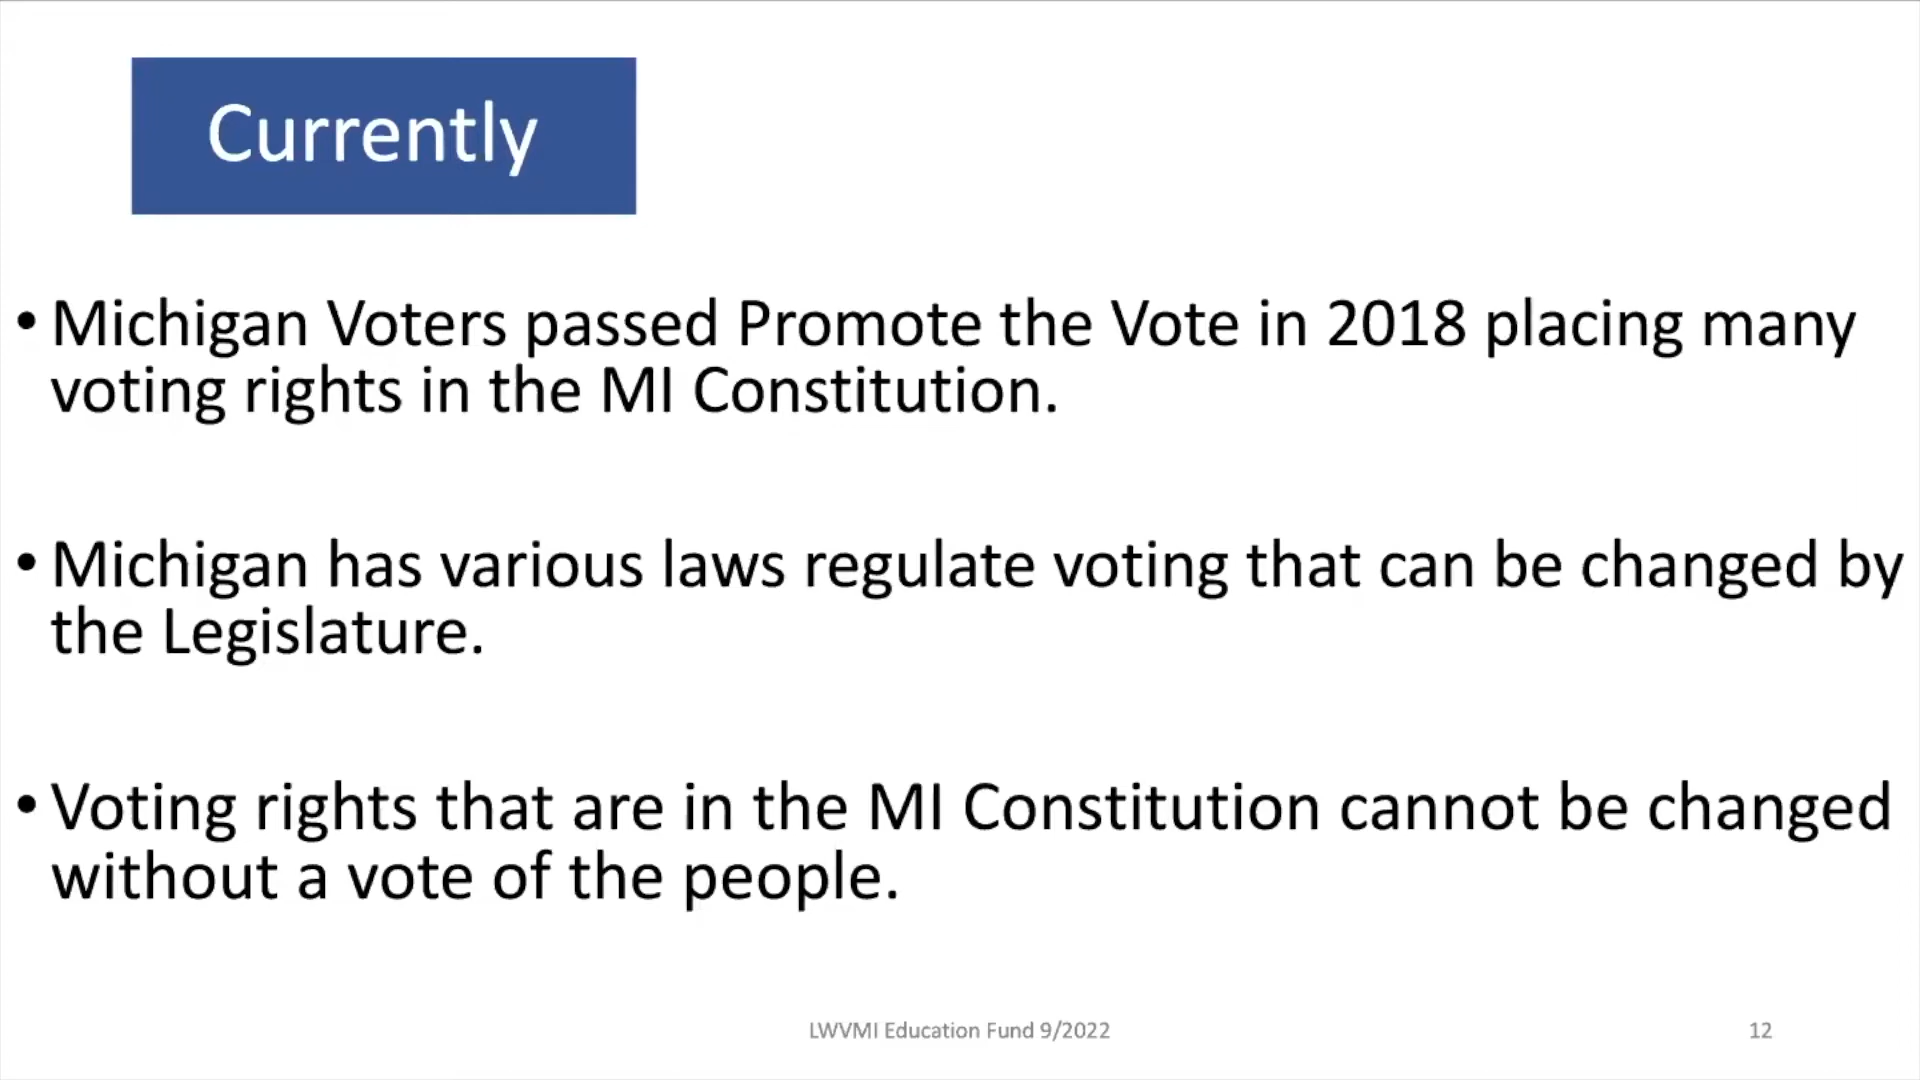 Currently
• Michigan Voters passed Promote the Vote in 2018 placing many
voting rights in the MI Constitution.
• Michigan has various laws regulate voting that can be changed by
the Legislature.
• Voting rights that are in the MI Constitution cannot be changed
without a vote of the people.
LWVMI Education Fund 9/2022
12